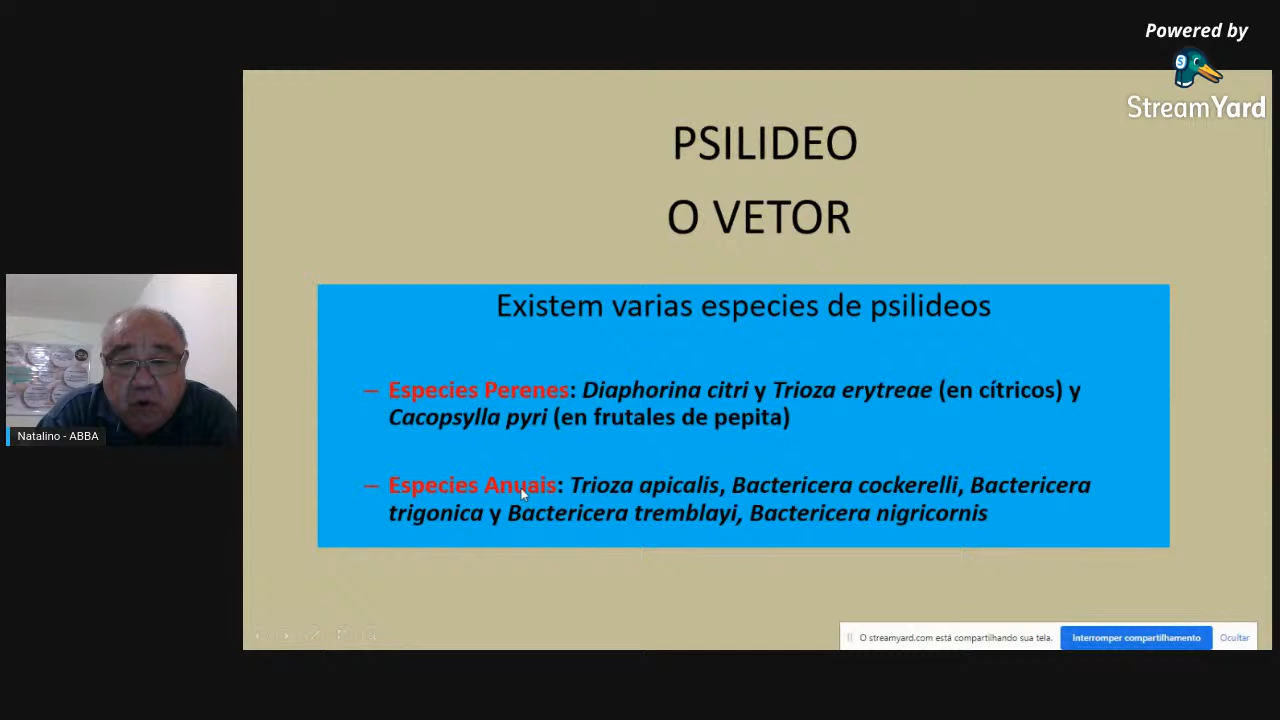 Powered by
StreamYard
PSILIDEO
O VETOR
Existem varias especies de psilideos
– Especies Perenes: Diaphorina citri y Trioza erytreae (en cítricos) y
Cacopsylla pyri (en frutales de pepita)
– Especies Anuais: Trioza apicalis, Bactericera cockerelli, Bactericera
trigonica y Bactericera tremblayi, Bactericera nigricornis
Natalino - ABBA
O streamyard.com está compartilhando sua tela.
Interromper compartilhamento
Ocultar